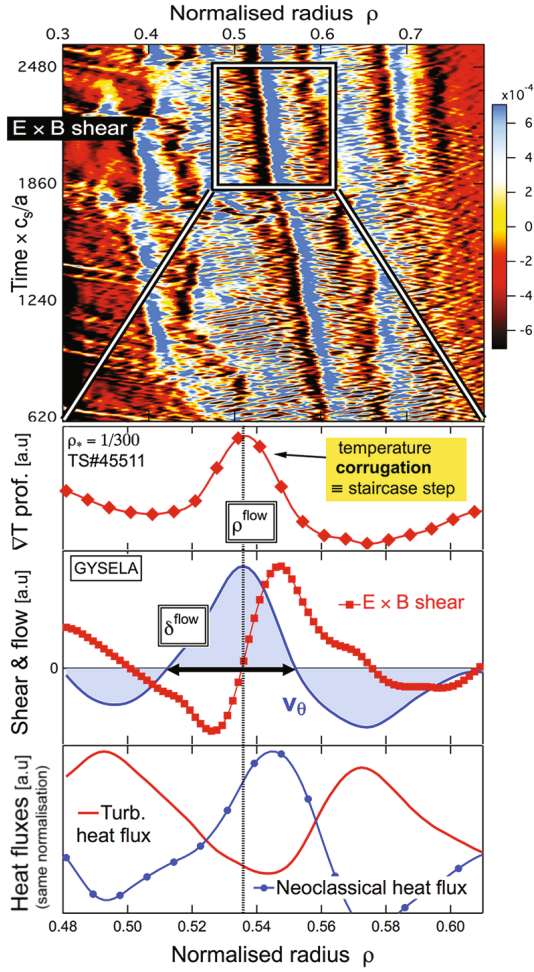 Normalised radius ρ
0.3 0.4 0.5 0.6 0.7
2480
1860
1240
620
Time × cs/a
E × B shear
x10⁻⁴
6
4
2
0
-2
-4
-6
∇T prof. [a.u]
ρ* = 1/300
TS#45511
temperature
corrugation
≡ staircase step
ρ^flow
Shear & flow [a.u]
0
GYSELA
δ^flow
E × B shear
vθ
Heat fluxes [a.u]
(same normalisation)
Turb.
heat flux
Neoclassical heat flux
0.48 0.50 0.52 0.54 0.56 0.58 0.60
Normalised radius ρ